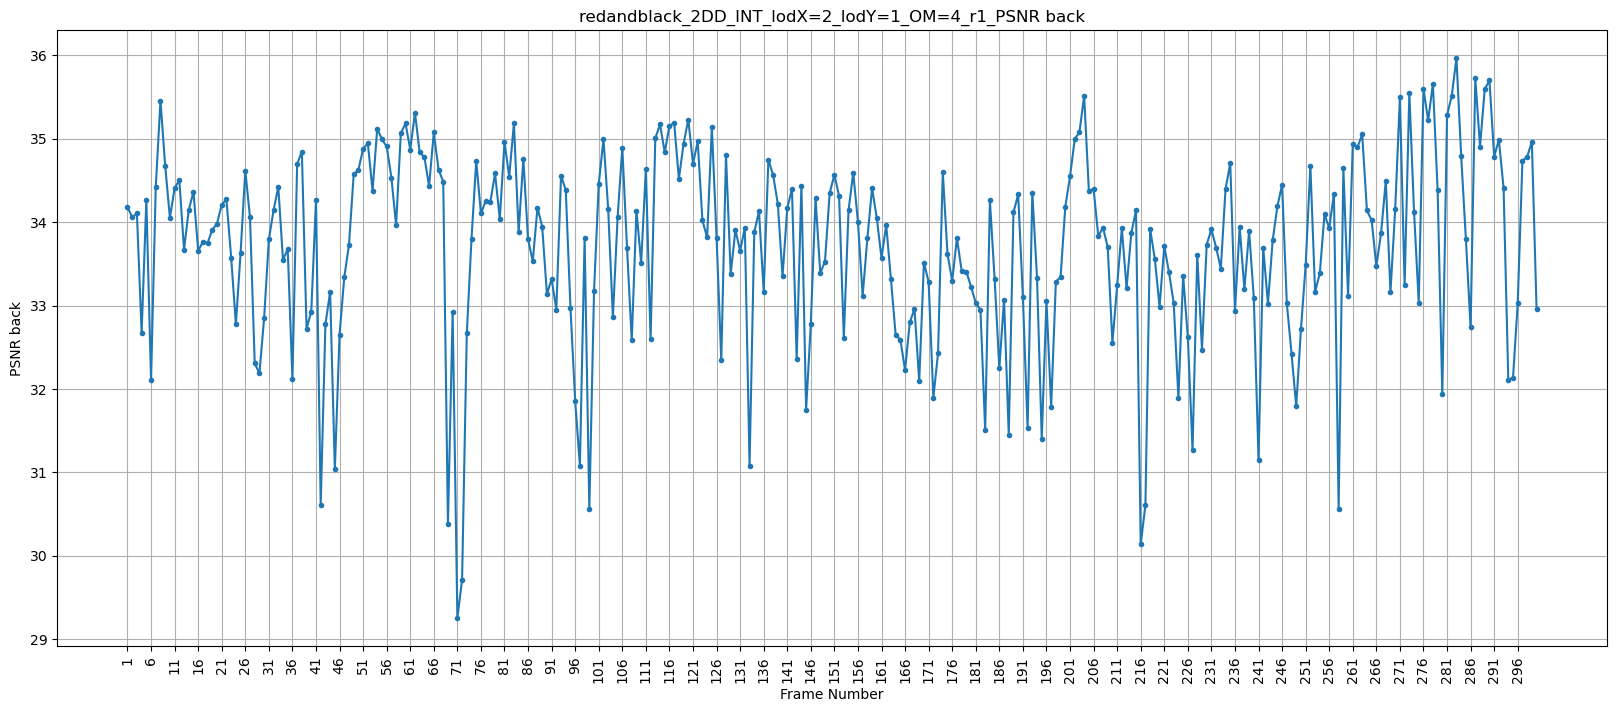 redandblack_2DD_INT_lodX=2_lodY=1_OM=4_r1_PSNR back
PSNR back
36
35
34
33
32
31
30
29
1 6 11 16 21 26 31 36 41 46 51 56 61 66 71 76 81 86 91 96 101 106 111 116 121 126 131 136 141 146 151 156 161 166 171 176 181 186 191 196 201 206 211 216 221 226 231 236 241 246 251 256 261 266 271 276 281 286 291 296
Frame Number